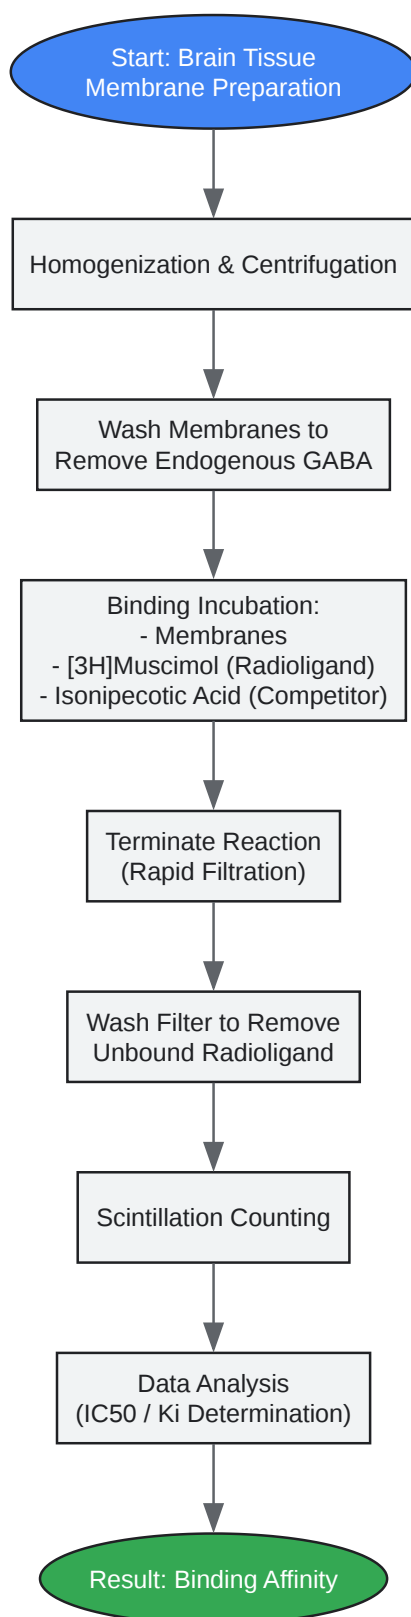 Start: Brain Tissue
Membrane Preparation
Homogenization & Centrifugation
Wash Membranes to
Remove Endogenous GABA
Binding Incubation:
- Membranes
- [3H]Muscimol (Radioligand)
- Isonipecotic Acid (Competitor)
Terminate Reaction
(Rapid Filtration)
Wash Filter to Remove
Unbound Radioligand
Scintillation Counting
Data Analysis
(IC50 / Ki Determination)
Result: Binding Affinity